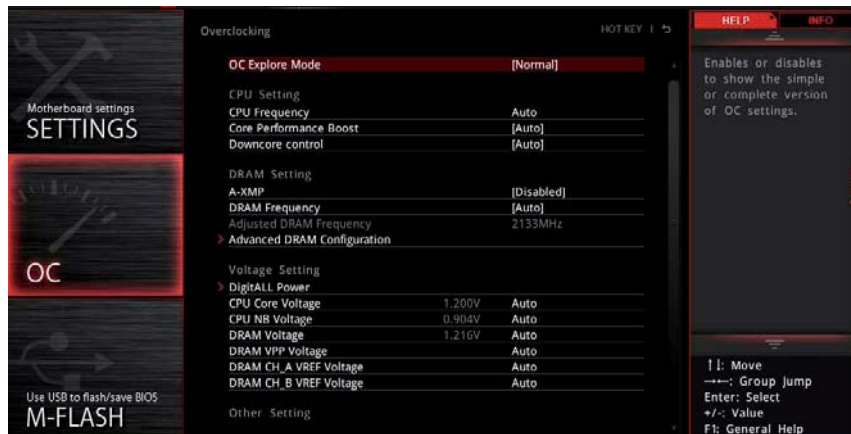 Motherboard settings
SETTINGS
OC
Use USB to flash/save BIOS
M-FLASH
Overclocking
HOT KEY |
OC Explore Mode [Normal]
CPU Setting
CPU Frequency Auto
Core Performance Boost [Auto]
Downcore control [Auto]
DRAM Setting
A-XMP [Disabled]
DRAM Frequency [Auto]
Adjusted DRAM Frequency 2133MHz
Advanced DRAM Configuration
Voltage Setting
DigitALL Power
CPU Core Voltage 1.200V Auto
CPU NB Voltage 0.904V Auto
DRAM Voltage 1.216V Auto
DRAM VPP Voltage Auto
DRAM CH_A VREF Voltage Auto
DRAM CH_B VREF Voltage Auto
Other Setting
HELP INFO
Enables or disables
to show the simple
or complete version
of OC settings.
↑↓: Move
→←: Group Jump
Enter: Select
+/-: Value
F1: General Help